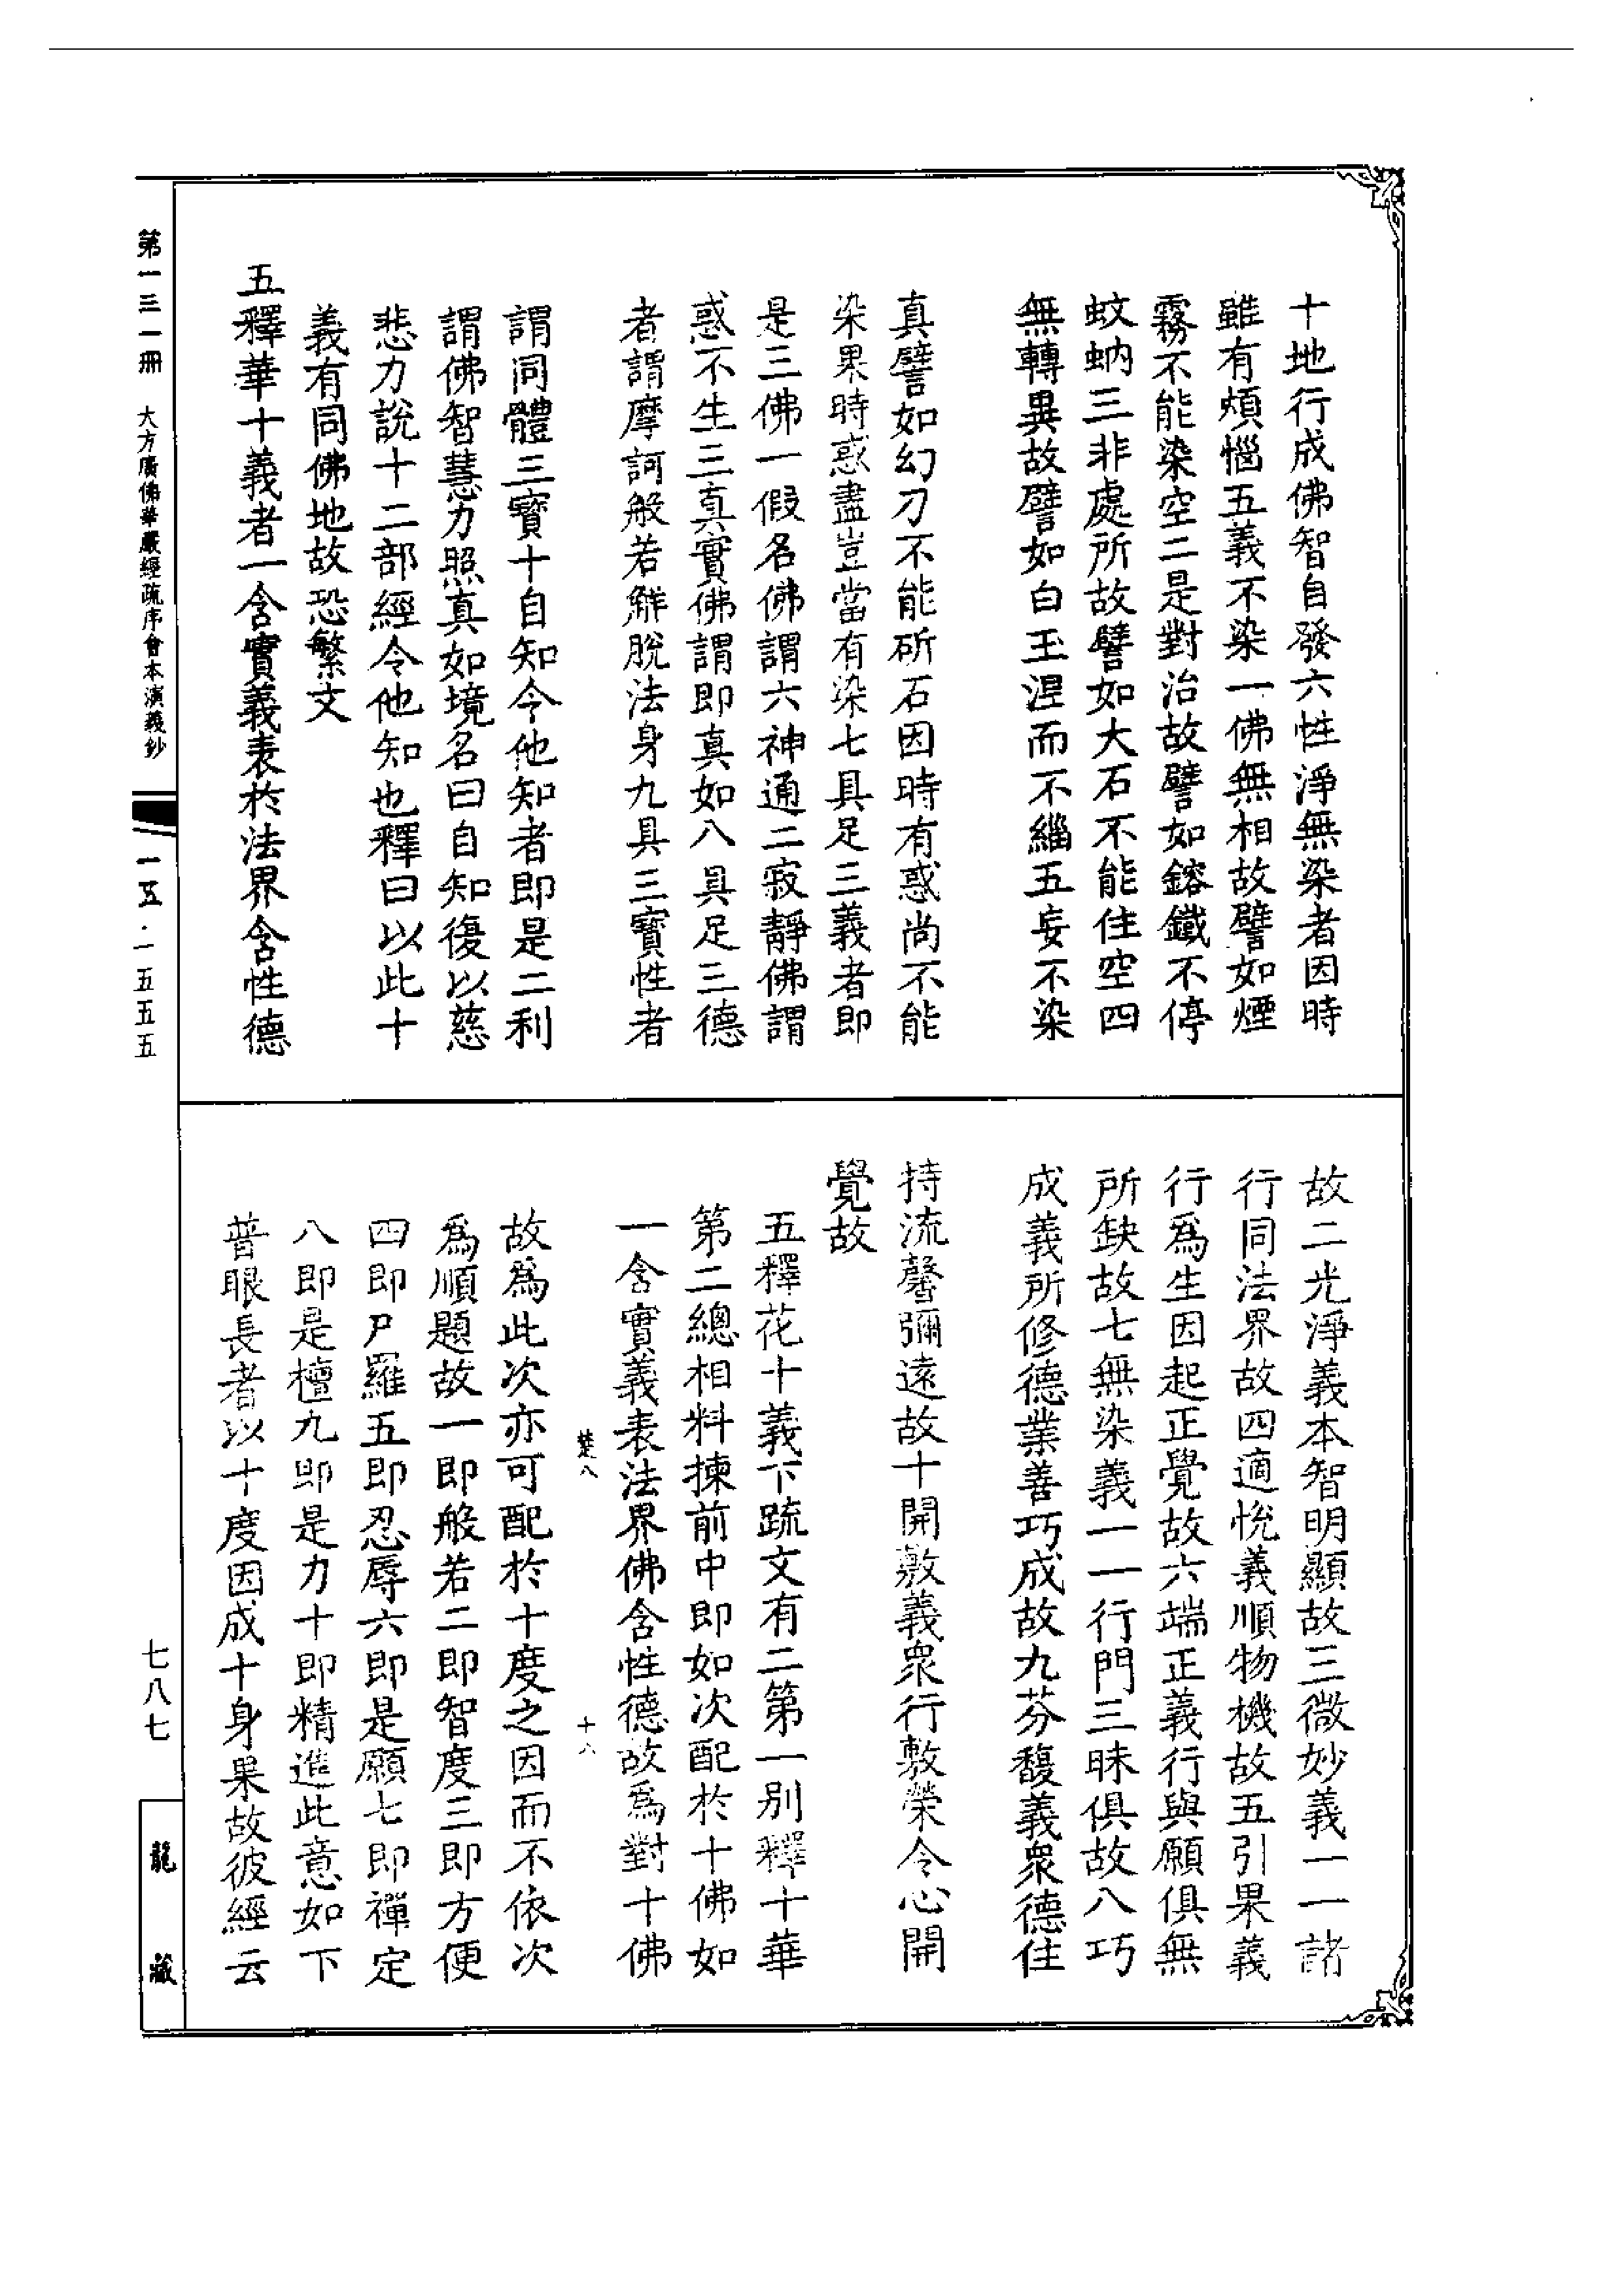 十地行成佛智自發六性淨無染者因時
雖有煩惱五義不染一佛無相故譬如煙
霧不能染空二是對治故譬如鎔鐵不停
蚊蚋三非處所故譬如大石不能住空四
無轉異故譬如白玉涅而不緇五妄不染
真譬如幻刀不能斫石因時有惑尚不能
染果時惑盡豈當有染七具足三義者即
是三佛一假名佛謂六神通二寂靜佛謂
惑不生三真實佛謂即真如八具足三德
者謂摩訶般若解脫法身九具三寶性者
謂同體三寶十自知令他知者即是二利
謂佛智慧力照真如境名曰自知復以慈
悲力說十二部經令他知也釋曰以此十
義有同佛地故恐繁文
五釋華十義者一含實義表於法界含性德
故二光淨義本智明顯故三微妙義一一諸
行同法界故四適悅義順物機故五引果義
行為生因起正覺故六端正義行與願俱無
所缺故七無染義一一行門三昧俱故八巧
成義所修德業善巧成故九芬馥義眾德住
持流馨彌遠故十開敷義眾行敷榮令心開
覺故
五釋花十義下疏文有二第一別釋十華
第二總相料揀前中即如次配於十佛如
一含實義表法界佛含性德故為對十佛
楚八
十六
故為此次亦可配於十度之因而不依次
為順題故一即般若二即智度三即方便
四即尸羅五即忍辱六即是願七即禪定
八即是檀九即是力十即精進此意如下
普眼長者以十度因成十身果故彼經云
第一三一冊 大方廣佛華嚴經疏序會本演義鈔
一五·一五五五
七八七
龍藏